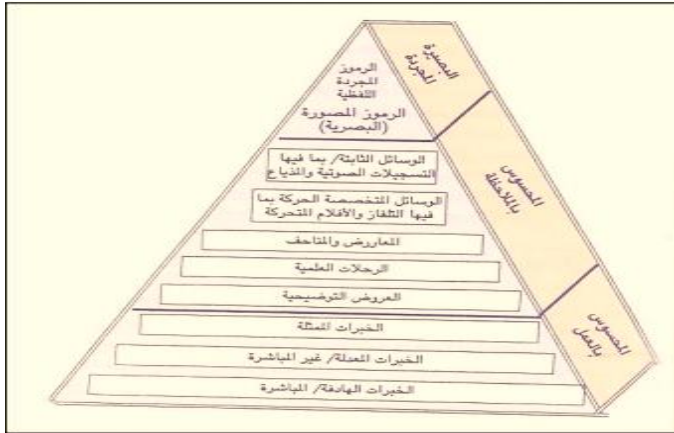 الرموز
المجردة
اللفظية
الرموز المصورة
(البصرية)
الوسائل الثابتة/ بما فيها
التسجيلات الصوتية والمذياع
الوسائل المتخصصة الحركة بما
فيها التلفاز والأفلام المتحركة
المعاررض والمتاحف
الرحلات العلمية
العروض التوضيحية
الخبرات الممثلة
الخبرات المعدلة/ غير المباشرة
الخبرات الهادفة/ المباشرة
البصيرة
المجردة
المحسوس
بالملاحظة
المحسوس
بالعمل